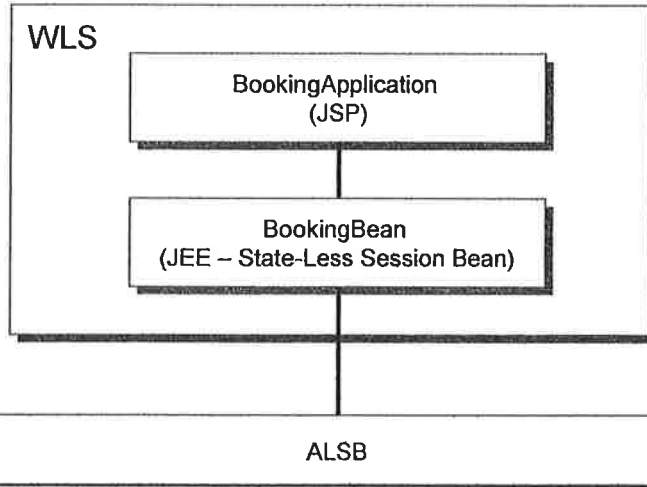 WLS
BookingApplication
(JSP)
BookingBean
(JEE – State-Less Session Bean)
ALSB